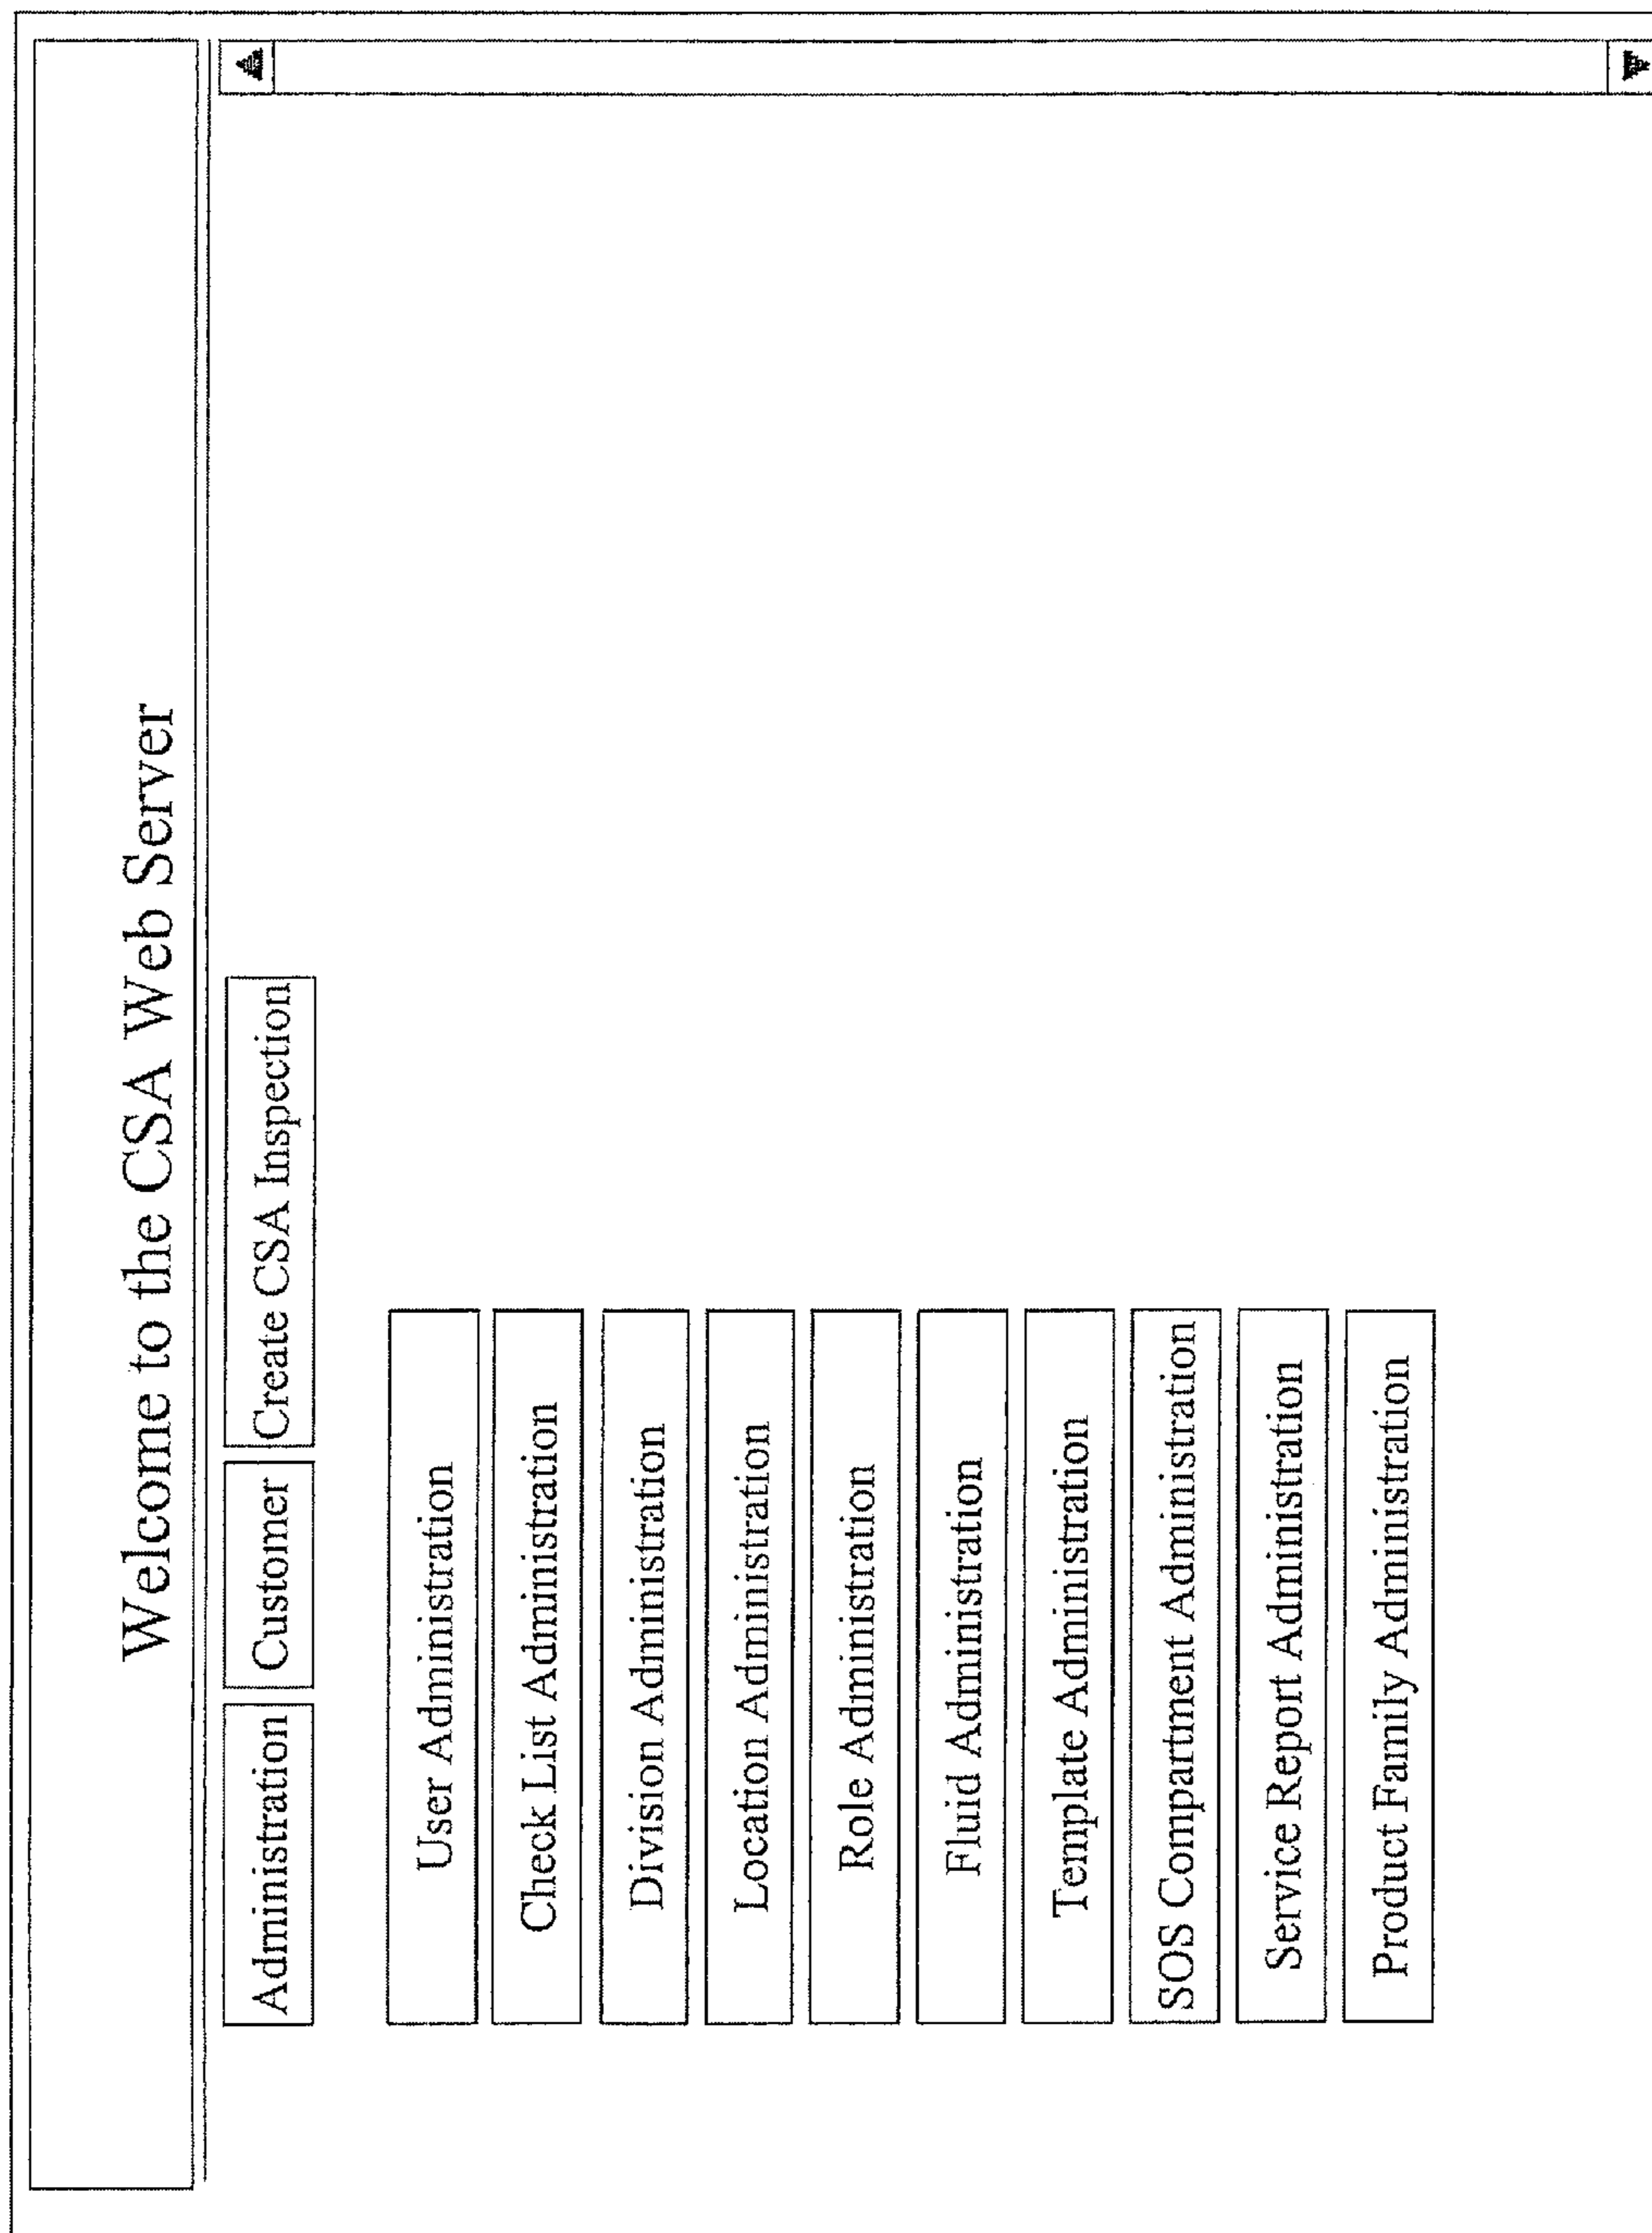 Welcome to the CSA Web Server
Administration Customer Create CSA Inspection
User Administration
Check List Administration
Division Administration
Location Administration
Role Administration
Fluid Administration
Template Administration
SOS Compartment Administration
Service Report Administration
Product Family Administration